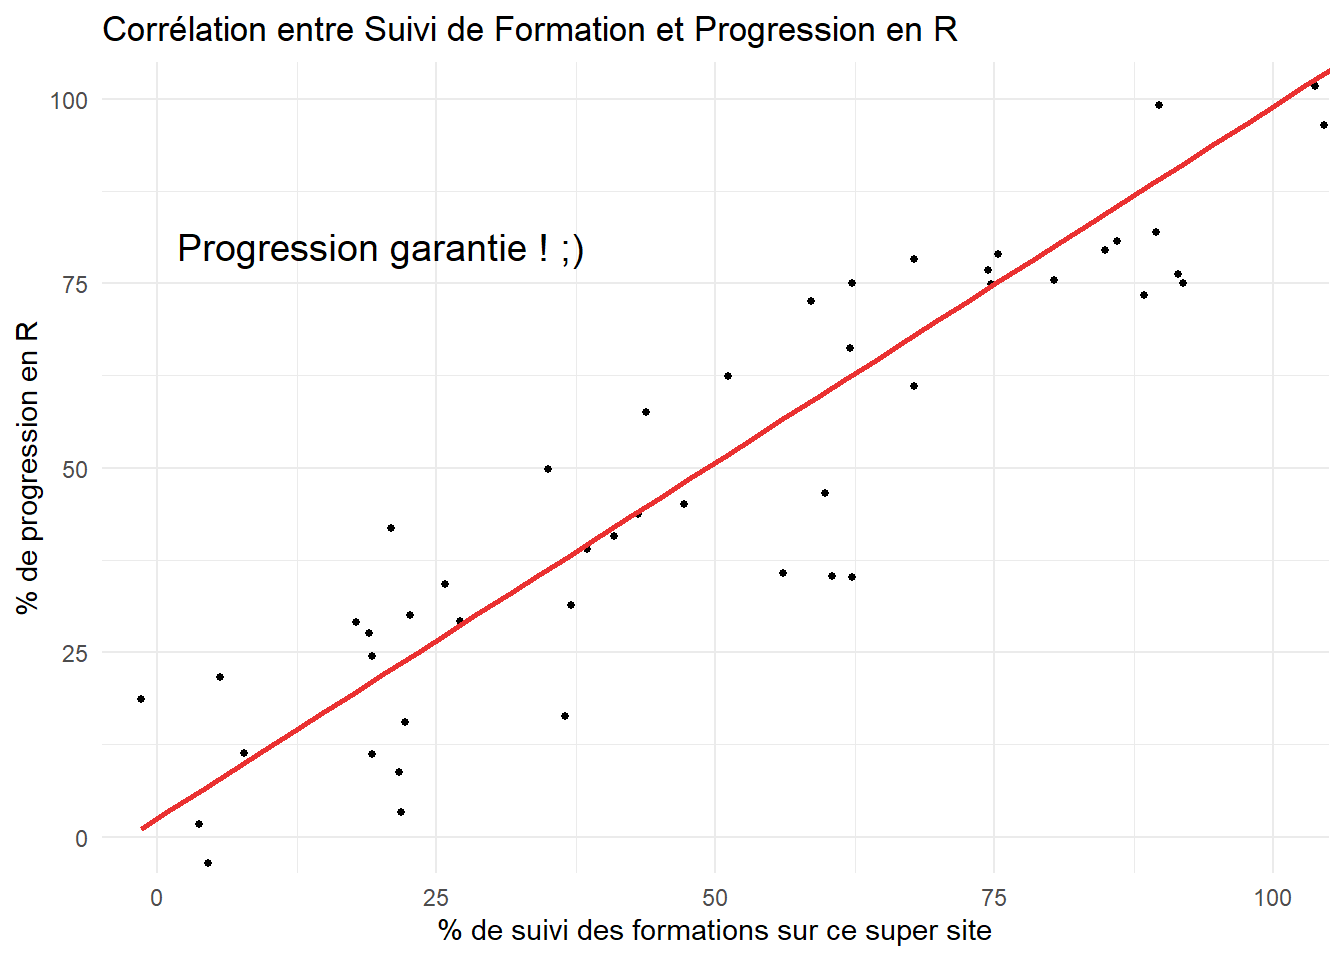 Corrélation entre Suivi de Formation et Progression en R
100
Progression garantie ! ;)
75
% de progression en R
50
25
0
0 25 50 75 100
% de suivi des formations sur ce super site